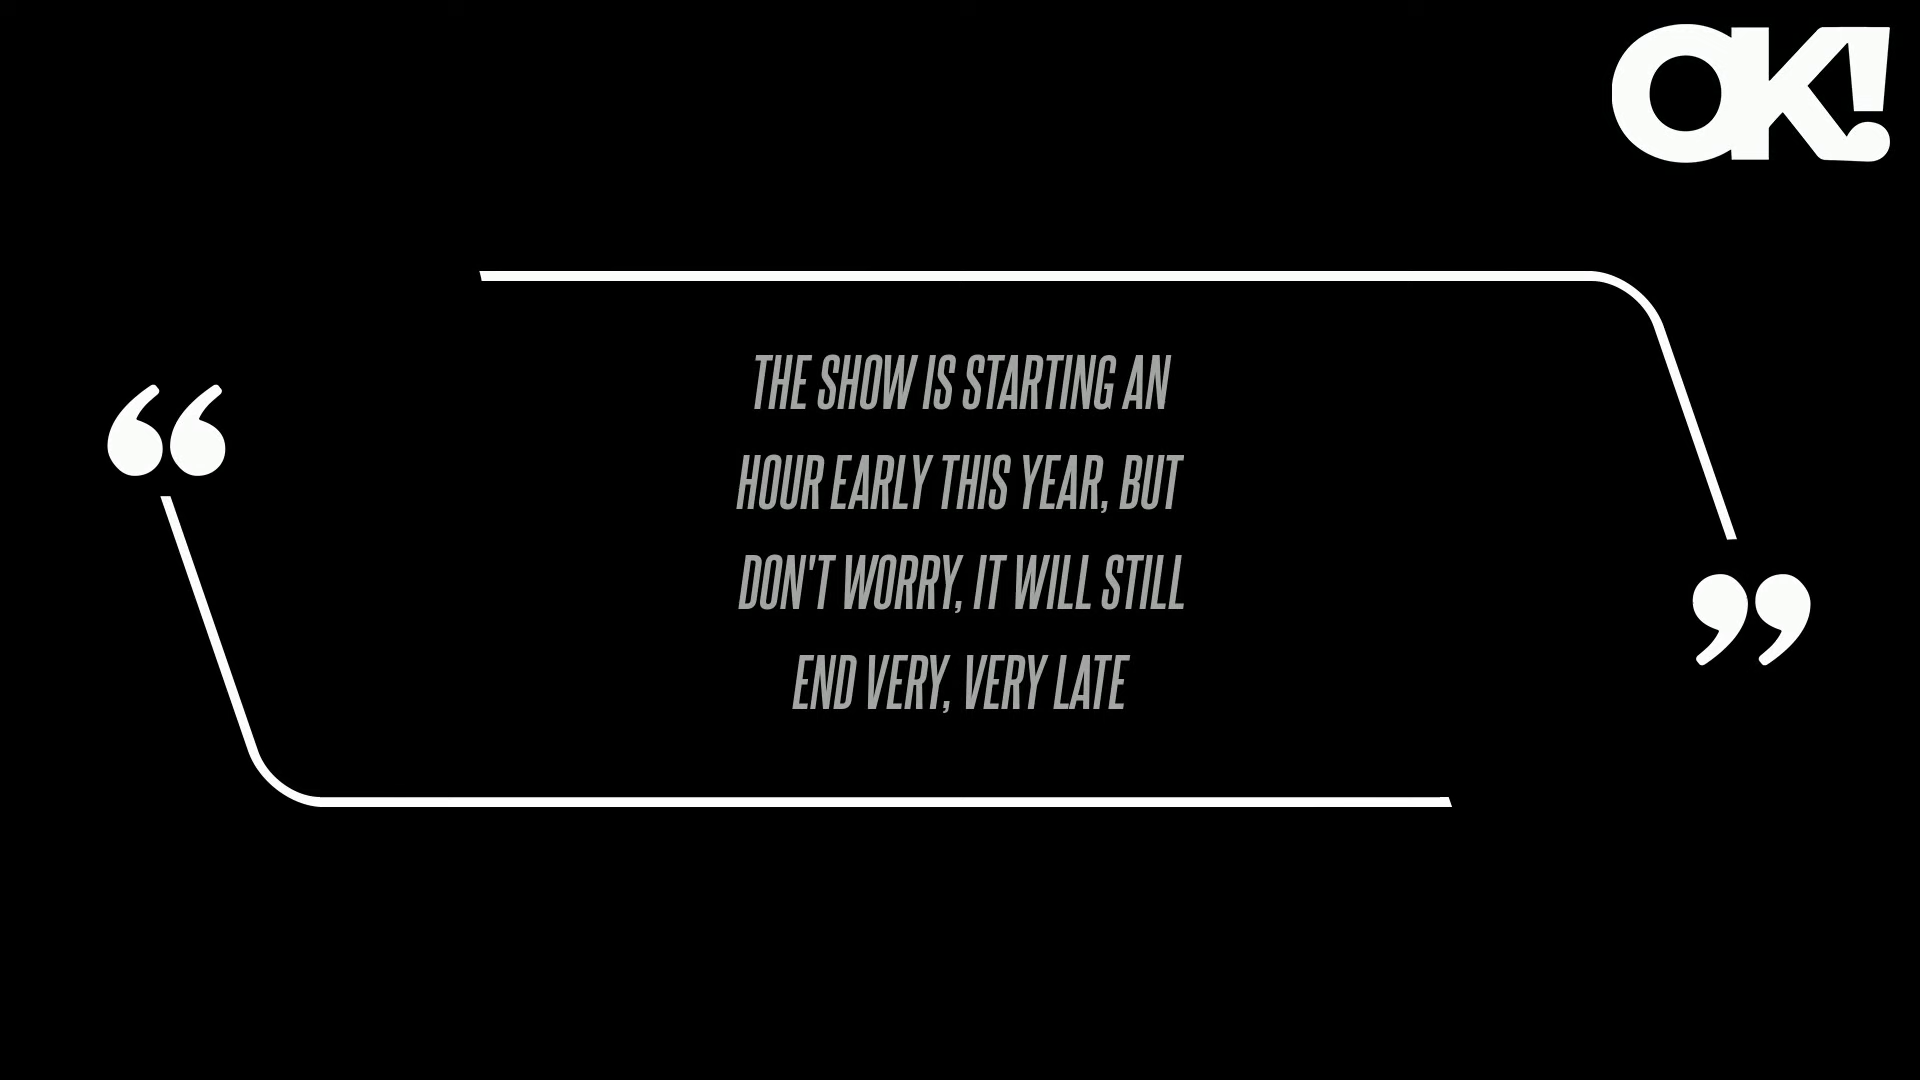 OK!
“
THE SHOW IS STARTING AN
HOUR EARLY THIS YEAR, BUT
DON'T WORRY, IT WILL STILL
END VERY, VERY LATE
”